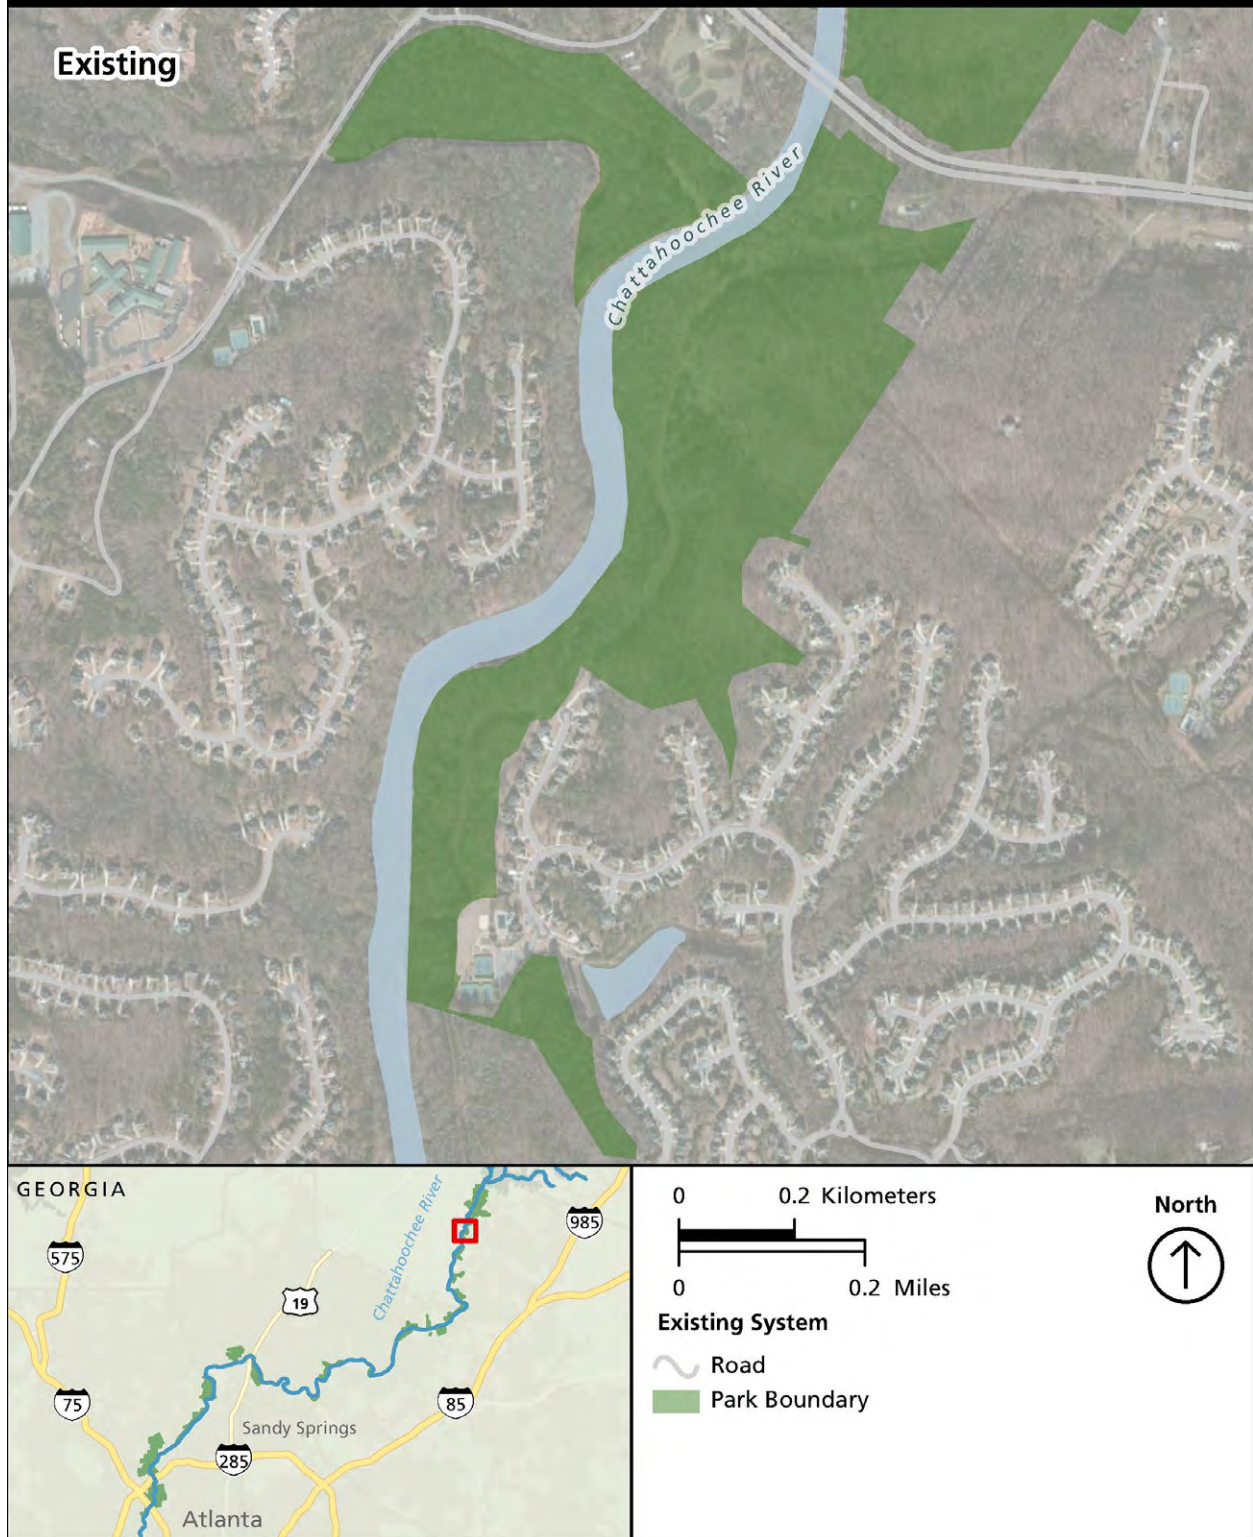 Existing
Chattahoochee River
GEORGIA
575
19
Chattahoochee River
985
75
Sandy Springs
85
285
Atlanta
0 0.2 Kilometers
0 0.2 Miles
North
Existing System
Road
Park Boundary